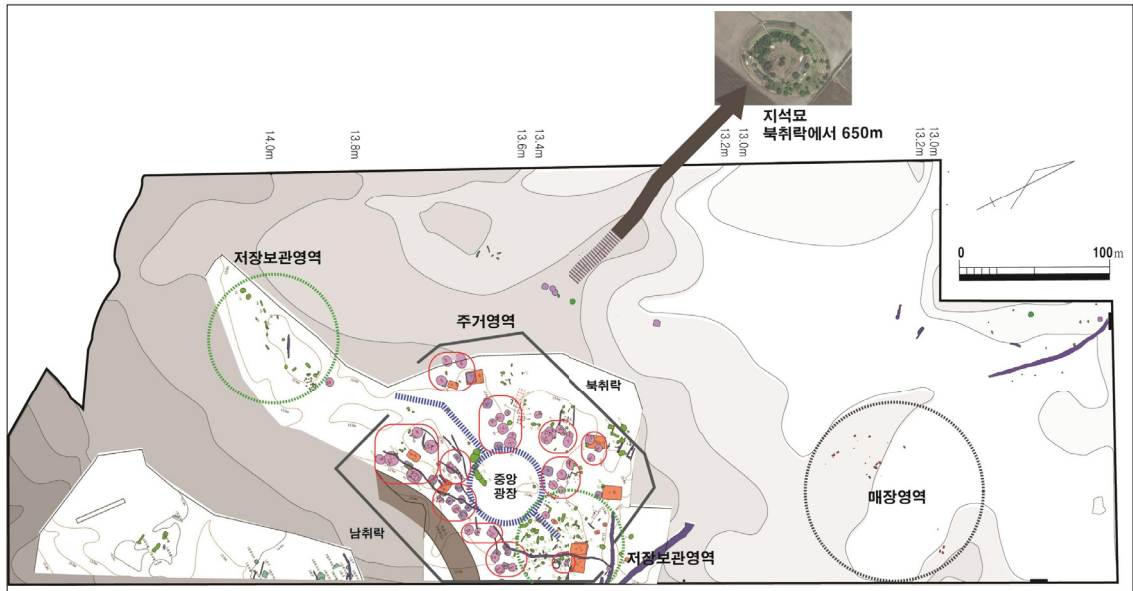 지석묘
북취락에서 650m
14.0m
13.8m
13.6m
13.4m
13.2m
13.0m
13.2m
13.0m
0 100m
저장보관영역
주거영역
북취락
중앙
광장
매장영역
남취락
저장보관영역